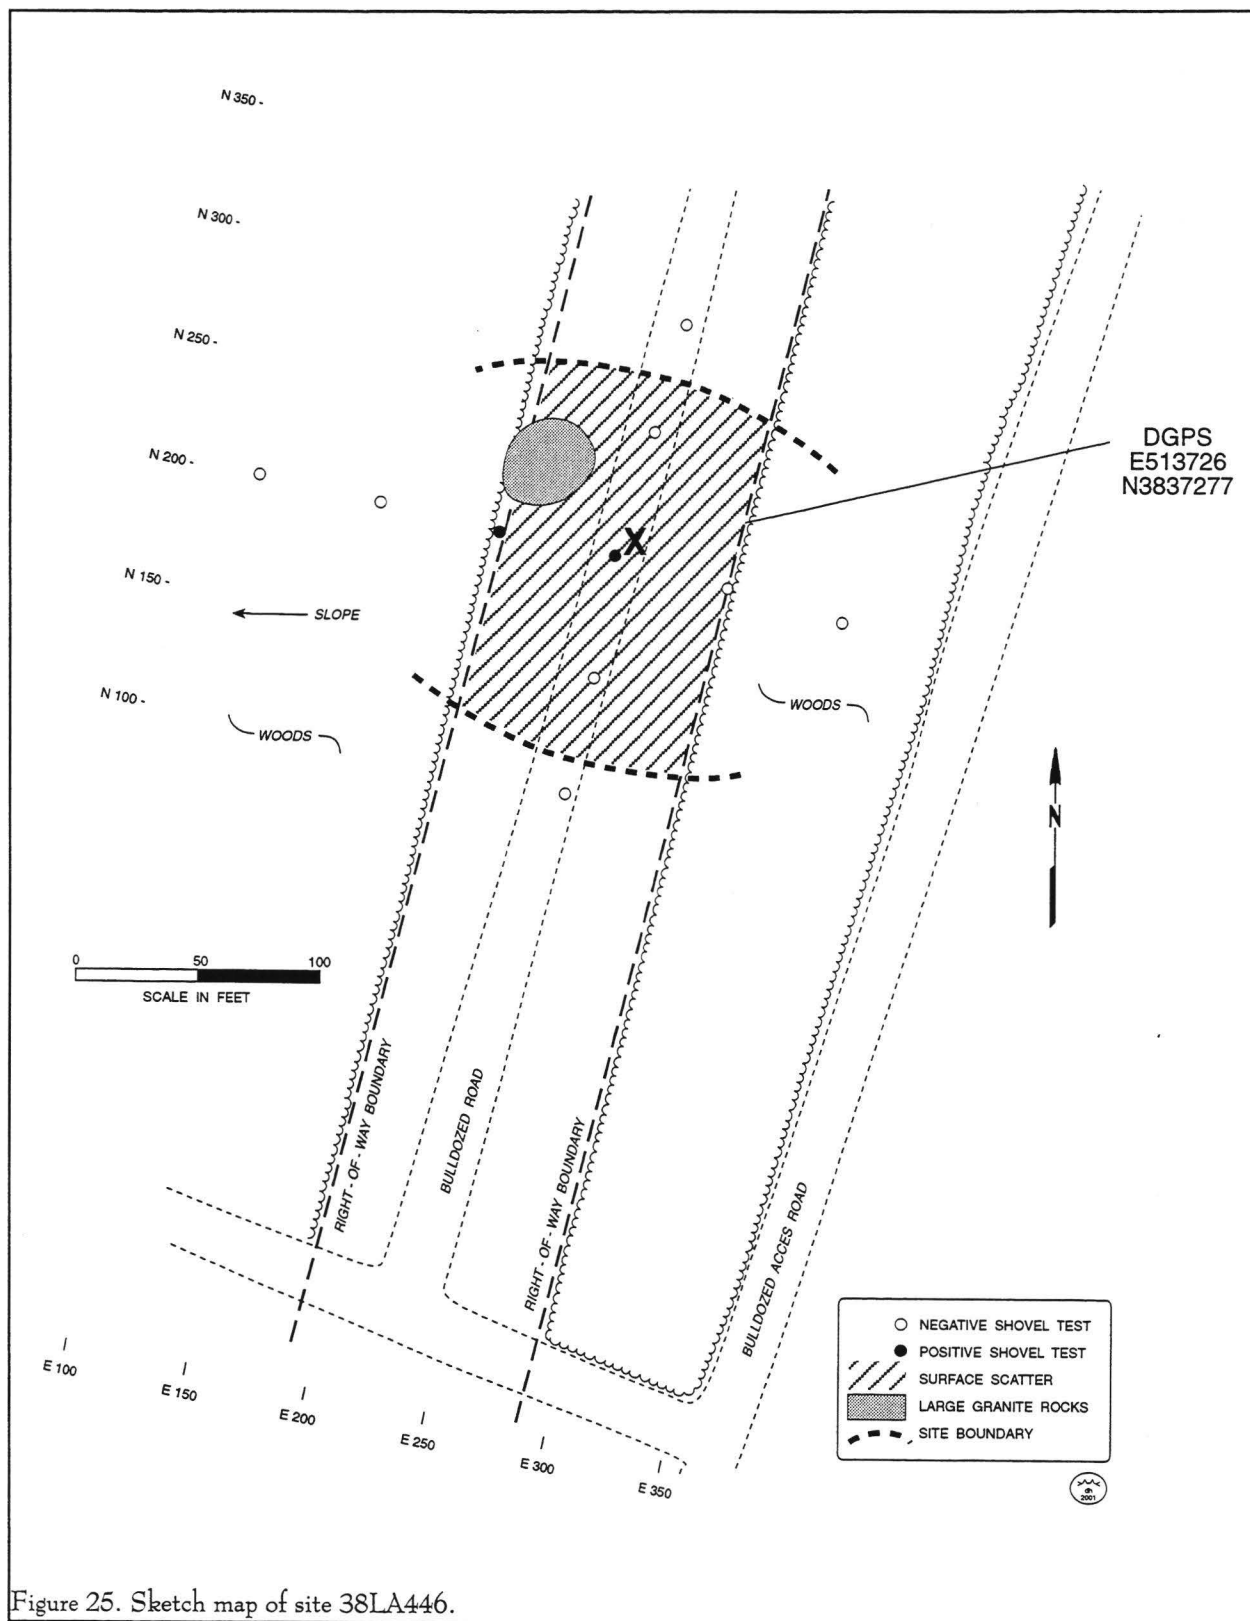 N 350 -
N 300 -
N 250 -
N 200 -
N 150 -
N 100 -
DGPS
E513726
N3837277
X
SLOPE
WOODS
WOODS
N
0 50 100
SCALE IN FEET
RIGHT - OF - WAY BOUNDARY
BULLDOZED ROAD
RIGHT - OF - WAY BOUNDARY
BULLDOZED ACCES ROAD
E 100
E 150
E 200
E 250
E 300
E 350
NEGATIVE SHOVEL TEST
POSITIVE SHOVEL TEST
SURFACE SCATTER
LARGE GRANITE ROCKS
SITE BOUNDARY
2001
Figure 25. Sketch map of site 38LA446.